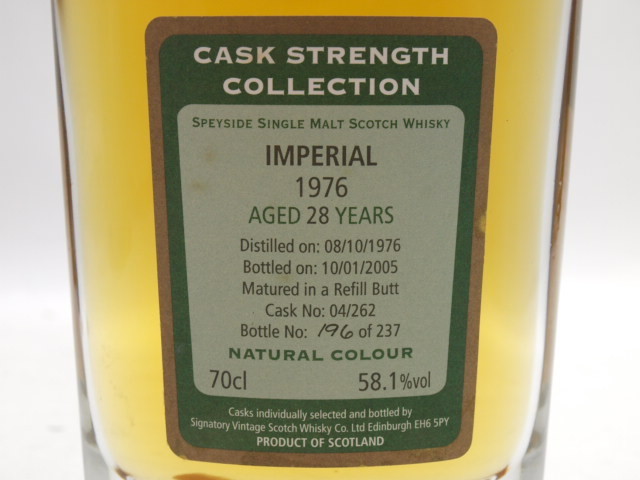 CASK STRENGTH
COLLECTION
SPEYSIDE SINGLE MALT SCOTCH WHISKY
IMPERIAL
1976
AGED 28 YEARS
Distilled on: 08/10/1976
Bottled on: 10/01/2005
Matured in a Refill Butt
Cask No: 04/262
Bottle No: 196 of 237
NATURAL COLOUR
70cl 58.1%vol
Casks individually selected and bottled by
Signatory Vintage Scotch Whisky Co. Ltd Edinburgh EH6 5PY
PRODUCT OF SCOTLAND